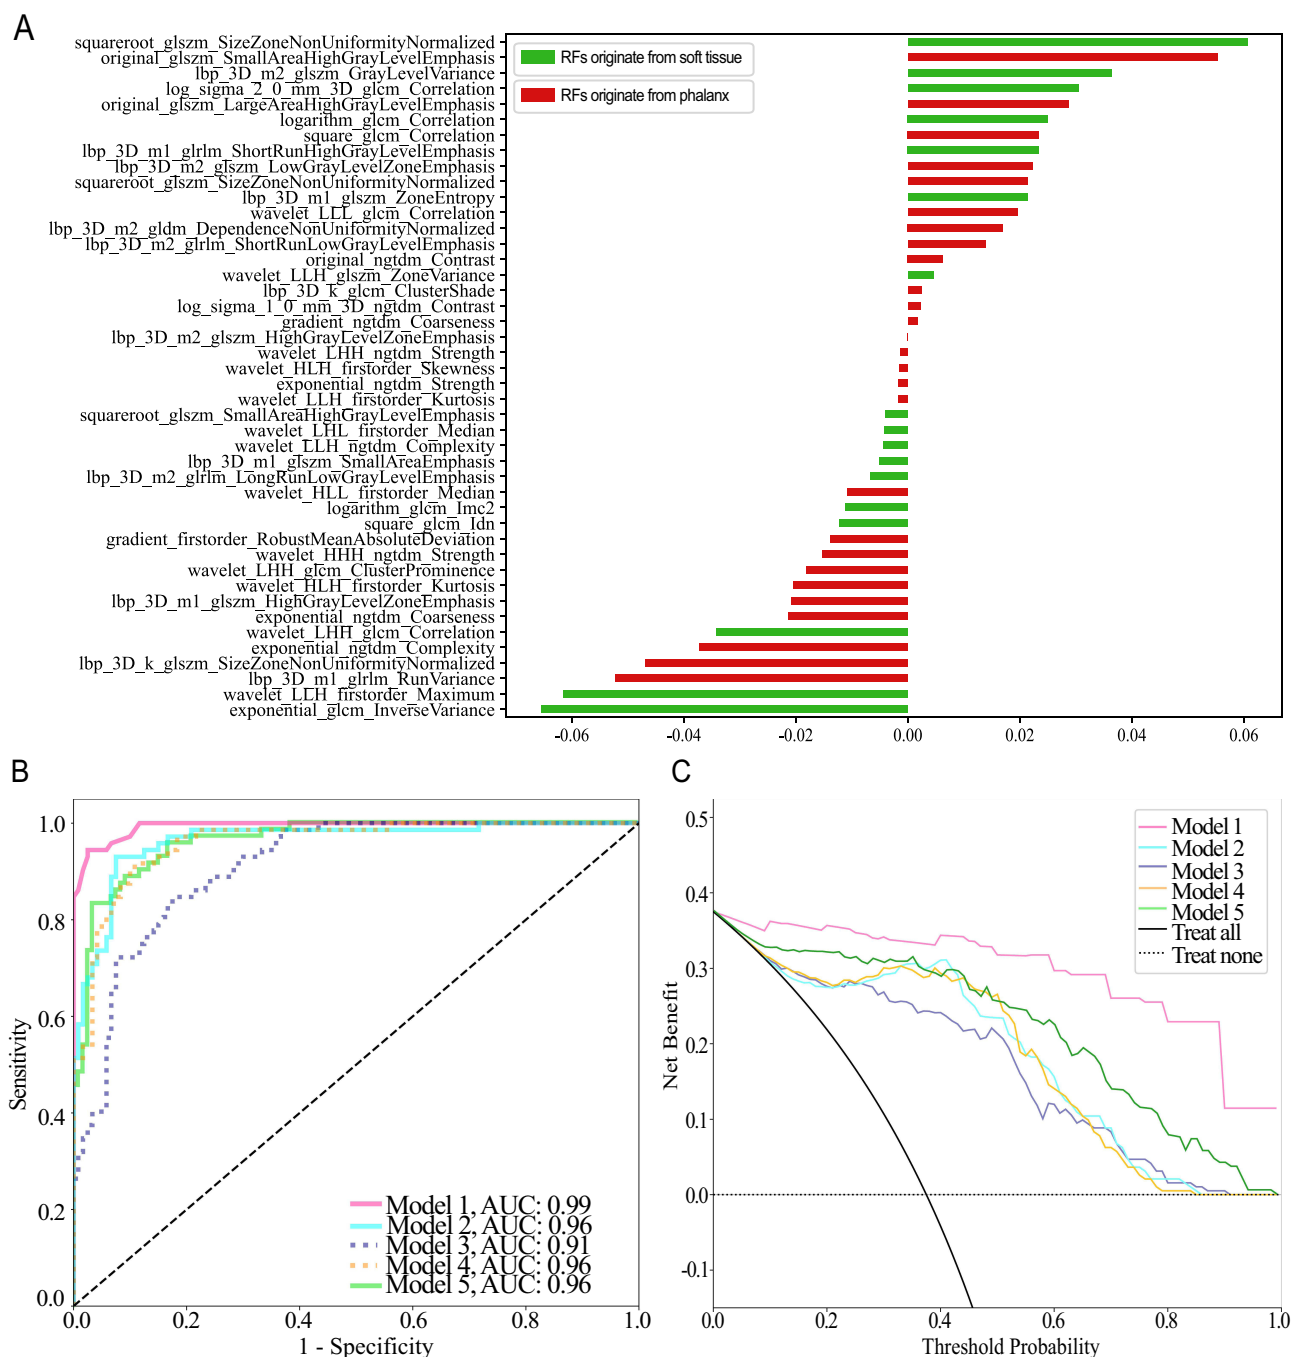 A
squareroot_glszm_SizeZoneNonUniformityNormalized
original_glszm_SmallAreaHighGrayLevelEmphasis
lbp_3D_m2_glszm_GrayLevelVariance
log_sigma_2_0_mm_3D_glcm_Correlation
original_glszm_LargeAreaHighGrayLevelEmphasis
logarithm_glcm_Correlation
square_glcm_Correlation
lbp_3D_m1_glrlm_ShortRunHighGrayLevelEmphasis
lbp_3D_m2_glszm_LowGrayLevelZoneEmphasis
squareroot_glszm_SizeZoneNonUniformityNormalized
lbp_3D_m1_glszm_ZoneEntropy
wavelet_LLL_glcm_Correlation
lbp_3D_m2_gldm_DependenceNonUniformityNormalized
lbp_3D_m2_glrlm_ShortRunLowGrayLevelEmphasis
original_ngtdm_Contrast
wavelet_LLH_glszm_ZoneVariance
lbp_3D_k_glcm_ClusterShade
log_sigma_1_0_mm_3D_ngtdm_Contrast
gradient_ngtdm_Coarseness
lbp_3D_m2_glszm_HighGrayLevelZoneEmphasis
wavelet_LHH_ngtdm_Strength
wavelet_HLH_firstorder_Skewness
exponential_ngtdm_Strength
wavelet_LLH_firstorder_Kurtosis
squareroot_glszm_SmallAreaHighGrayLevelEmphasis
wavelet_LHL_firstorder_Median
wavelet_LLH_ngtdm_Complexity
lbp_3D_m1_glszm_SmallAreaEmphasis
lbp_3D_m2_glrlm_LongRunLowGrayLevelEmphasis
wavelet_HLL_firstorder_Median
logarithm_glcm_Imc2
square_glcm_Idn
gradient_firstorder_RobustMeanAbsoluteDeviation
wavelet_HHH_ngtdm_Strength
wavelet_LHH_glcm_ClusterProminence
wavelet_HLH_firstorder_Kurtosis
lbp_3D_m1_glszm_HighGrayLevelZoneEmphasis
exponential_ngtdm_Coarseness
wavelet_LHH_glcm_Correlation
exponential_ngtdm_Complexity
lbp_3D_k_glszm_SizeZoneNonUniformityNormalized
lbp_3D_m1_glrlm_RunVariance
wavelet_LLH_firstorder_Maximum
exponential_glcm_InverseVariance
RFs originate from soft tissue
RFs originate from phalanx
-0.06 -0.04 -0.02 0.00 0.02 0.04 0.06
B
1.0
0.8
0.6
0.4
0.2
0.0
Sensitivity
Model 1, AUC: 0.99
Model 2, AUC: 0.96
Model 3, AUC: 0.91
Model 4, AUC: 0.96
Model 5, AUC: 0.96
0.0 0.2 0.4 0.6 0.8 1.0
1 - Specificity
C
0.5
0.4
0.3
0.2
0.1
0.0
-0.1
Net Benefit
Model 1
Model 2
Model 3
Model 4
Model 5
Treat all
Treat none
0.0 0.2 0.4 0.6 0.8 1.0
Threshold Probability